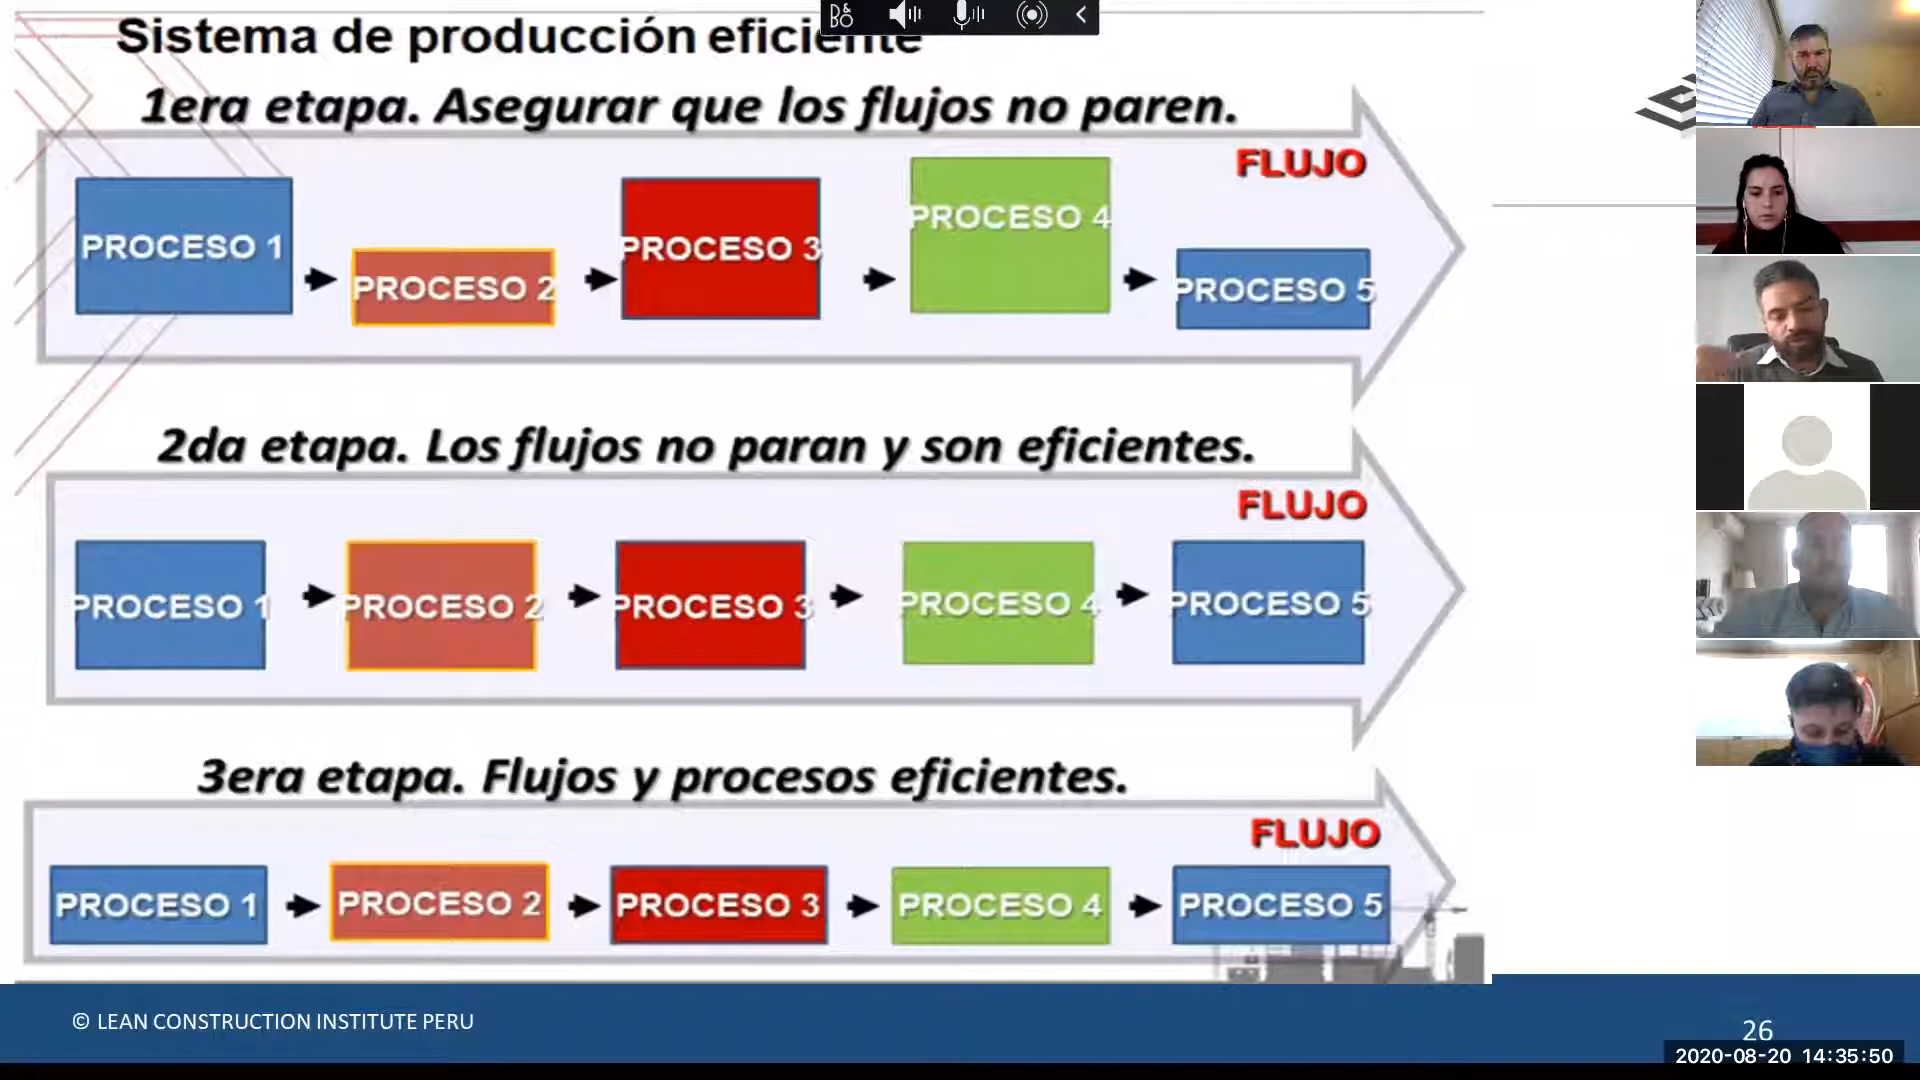 Sistema de producción eficiente
1era etapa. Asegurar que los flujos no paren.
FLUJO
PROCESO 1
PROCESO 2
PROCESO 3
PROCESO 4
PROCESO 5
2da etapa. Los flujos no paran y son eficientes.
FLUJO
PROCESO 1
PROCESO 2
PROCESO 3
PROCESO 4
PROCESO 5
3era etapa. Flujos y procesos eficientes.
FLUJO
PROCESO 1
PROCESO 2
PROCESO 3
PROCESO 4
PROCESO 5
© LEAN CONSTRUCTION INSTITUTE PERU
26
2020-08-20 14:35:50